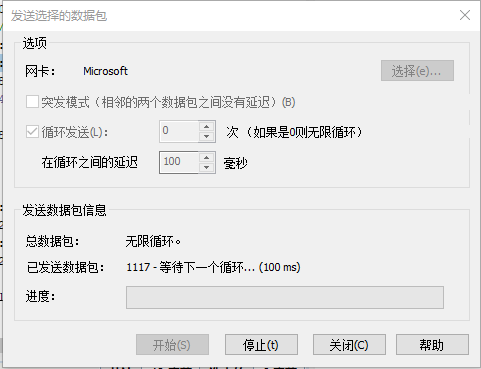 发送选择的数据包
选项
网卡： Microsoft 选择(e)...
突发模式（相邻的两个数据包之间没有延迟）(B)
循环发送(L)： 0 次（如果是0则无限循环）
在循环之间的延迟 100 毫秒
发送数据包信息
总数据包： 无限循环。
已发送数据包： 1117 - 等待下一个循环... (100 ms)
进度：
开始(S) 停止(t) 关闭(C) 帮助